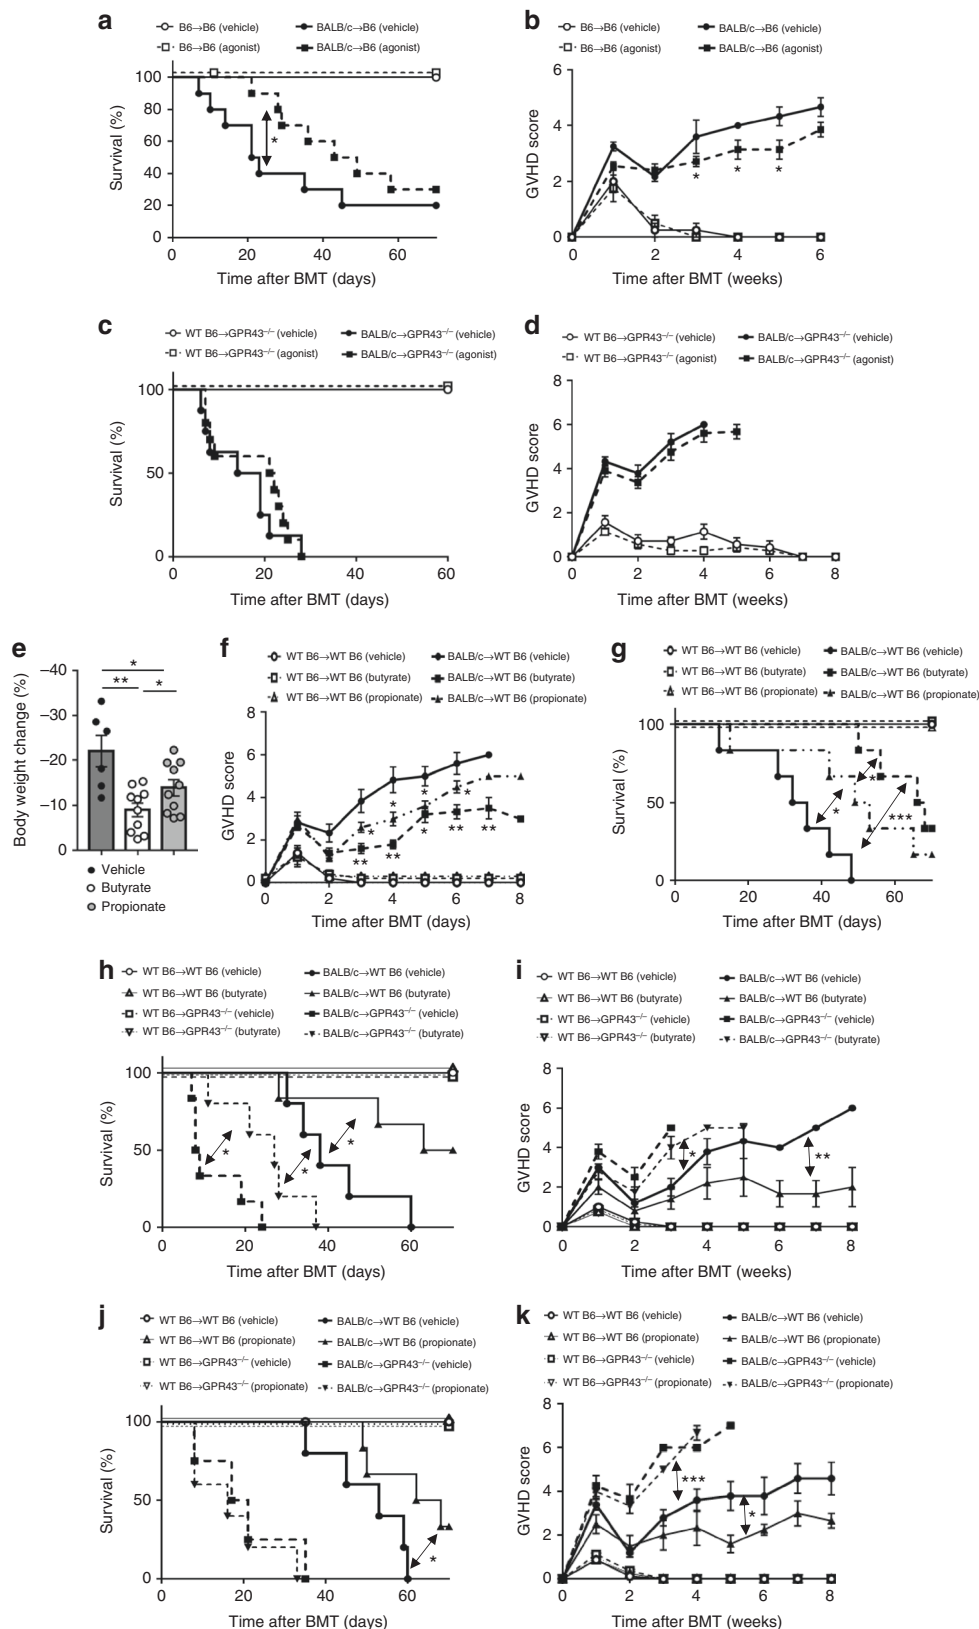 a
B6→B6 (vehicle) BALB/c→B6 (vehicle)
B6→B6 (agonist) BALB/c→B6 (agonist)
Survival (%)
100
80
60
40
20
0
*
0 20 40 60
Time after BMT (days)
b
B6→B6 (vehicle) BALB/c→B6 (vehicle)
B6→B6 (agonist) BALB/c→B6 (agonist)
GVHD score
6
4
2
0
* * *
0 2 4 6
Time after BMT (weeks)
c
WT B6→GPR43–/– (vehicle) BALB/c→GPR43–/– (vehicle)
WT B6→GPR43–/– (agonist) BALB/c→GPR43–/– (agonist)
Survival (%)
100
50
0
0 20 40 60
Time after BMT (days)
d
WT B6→GPR43–/– (vehicle) BALB/c→GPR43–/– (vehicle)
WT B6→GPR43–/– (agonist) BALB/c→GPR43–/– (agonist)
GVHD score
8
6
4
2
0
0 2 4 6 8
Time after BMT (weeks)
e
Body weight change (%)
–40
–30
–20
–10
0
*
** *
Vehicle
Butyrate
Propionate
f
WT B6→WT B6 (vehicle) BALB/c→WT B6 (vehicle)
WT B6→WT B6 (butyrate) BALB/c→WT B6 (butyrate)
WT B6→WT B6 (propionate) BALB/c→WT B6 (propionate)
GVHD score
8
6
4
2
0
* * * *
** ** * ** **
0 2 4 6 8
Time after BMT (days)
g
WT B6→WT B6 (vehicle) BALB/c→WT B6 (vehicle)
WT B6→WT B6 (butyrate) BALB/c→WT B6 (butyrate)
WT B6→WT B6 (propionate) BALB/c→WT B6 (propionate)
Survival (%)
100
50
0
*
* ***
0 20 40 60
Time after BMT (days)
h
WT B6→WT B6 (vehicle) BALB/c→WT B6 (vehicle)
WT B6→WT B6 (butyrate) BALB/c→WT B6 (butyrate)
WT B6→GPR43–/– (vehicle) BALB/c→GPR43–/– (vehicle)
WT B6→GPR43–/– (butyrate) BALB/c→GPR43–/– (butyrate)
Survival (%)
100
50
0
* * *
0 20 40 60
Time after BMT (days)
i
WT B6→WT B6 (vehicle) BALB/c→WT B6 (vehicle)
WT B6→WT B6 (butyrate) BALB/c→WT B6 (butyrate)
WT B6→GPR43–/– (vehicle) BALB/c→GPR43–/– (vehicle)
WT B6→GPR43–/– (butyrate) BALB/c→GPR43–/– (butyrate)
GVHD score
8
6
4
2
0
* **
0 2 4 6 8
Time after BMT (weeks)
j
WT B6→WT B6 (vehicle) BALB/c→WT B6 (vehicle)
WT B6→WT B6 (propionate) BALB/c→WT B6 (propionate)
WT B6→GPR43–/– (vehicle) BALB/c→GPR43–/– (vehicle)
WT B6→GPR43–/– (propionate) BALB/c→GPR43–/– (propionate)
Survival (%)
100
50
0
*
0 20 40 60
Time after BMT (days)
k
WT B6→WT B6 (vehicle) BALB/c→WT B6 (vehicle)
WT B6→WT B6 (propionate) BALB/c→WT B6 (propionate)
WT B6→GPR43–/– (vehicle) BALB/c→GPR43–/– (vehicle)
WT B6→GPR43–/– (propionate) BALB/c→GPR43–/– (propionate)
GVHD score
8
6
4
2
0
*** *
0 2 4 6 8
Time after BMT (weeks)